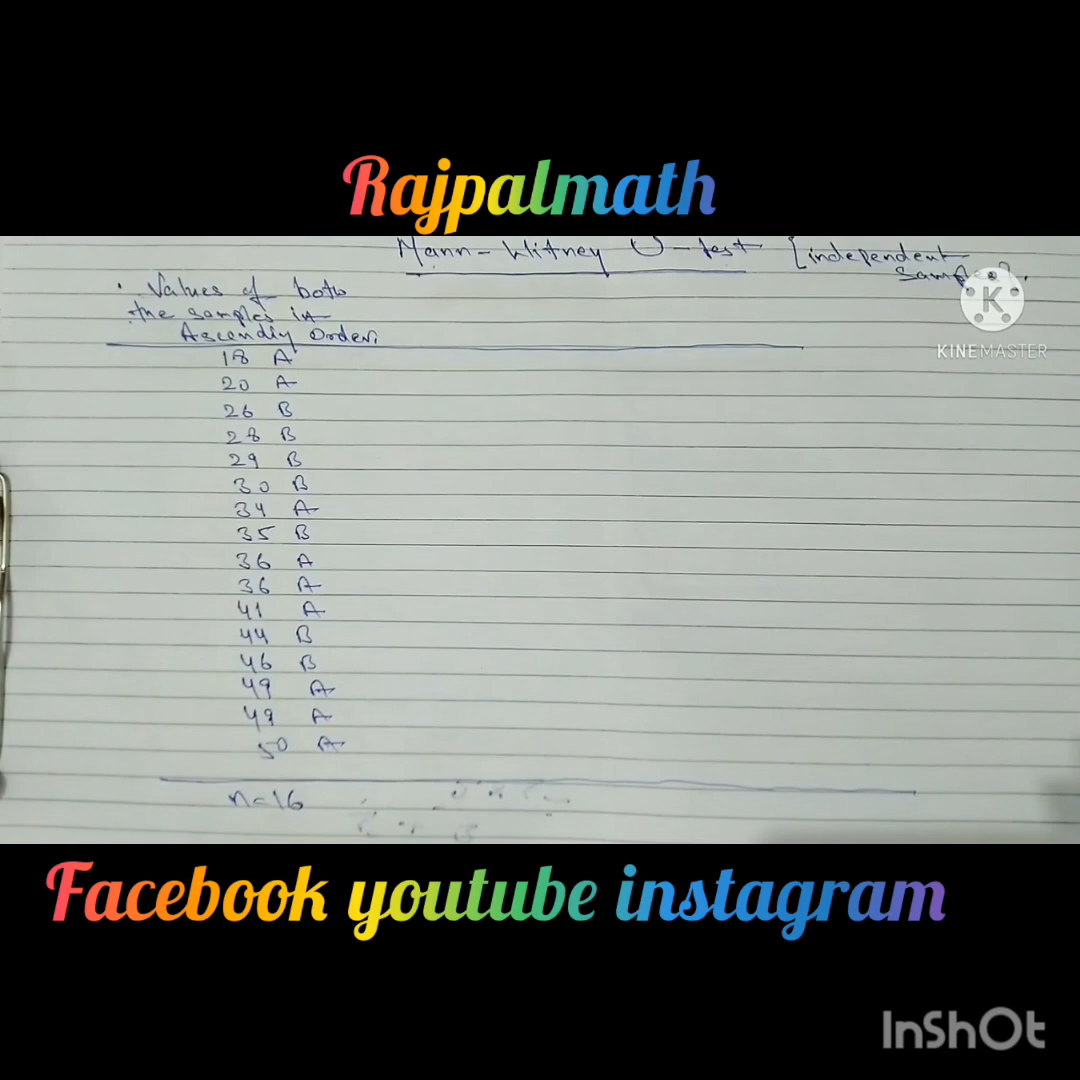 Rajpalmath
Mann-Witney U-test [independent
samples].
KINEMASTER
Values of both
the samples in
Ascending Order
18 A
20 A
26 B
28 B
29 B
30 B
34 A
35 B
36 A
36 A
41 A
44 B
46 B
49 A
49 A
50 A
n=16
Facebook youtube instagram
InShOt